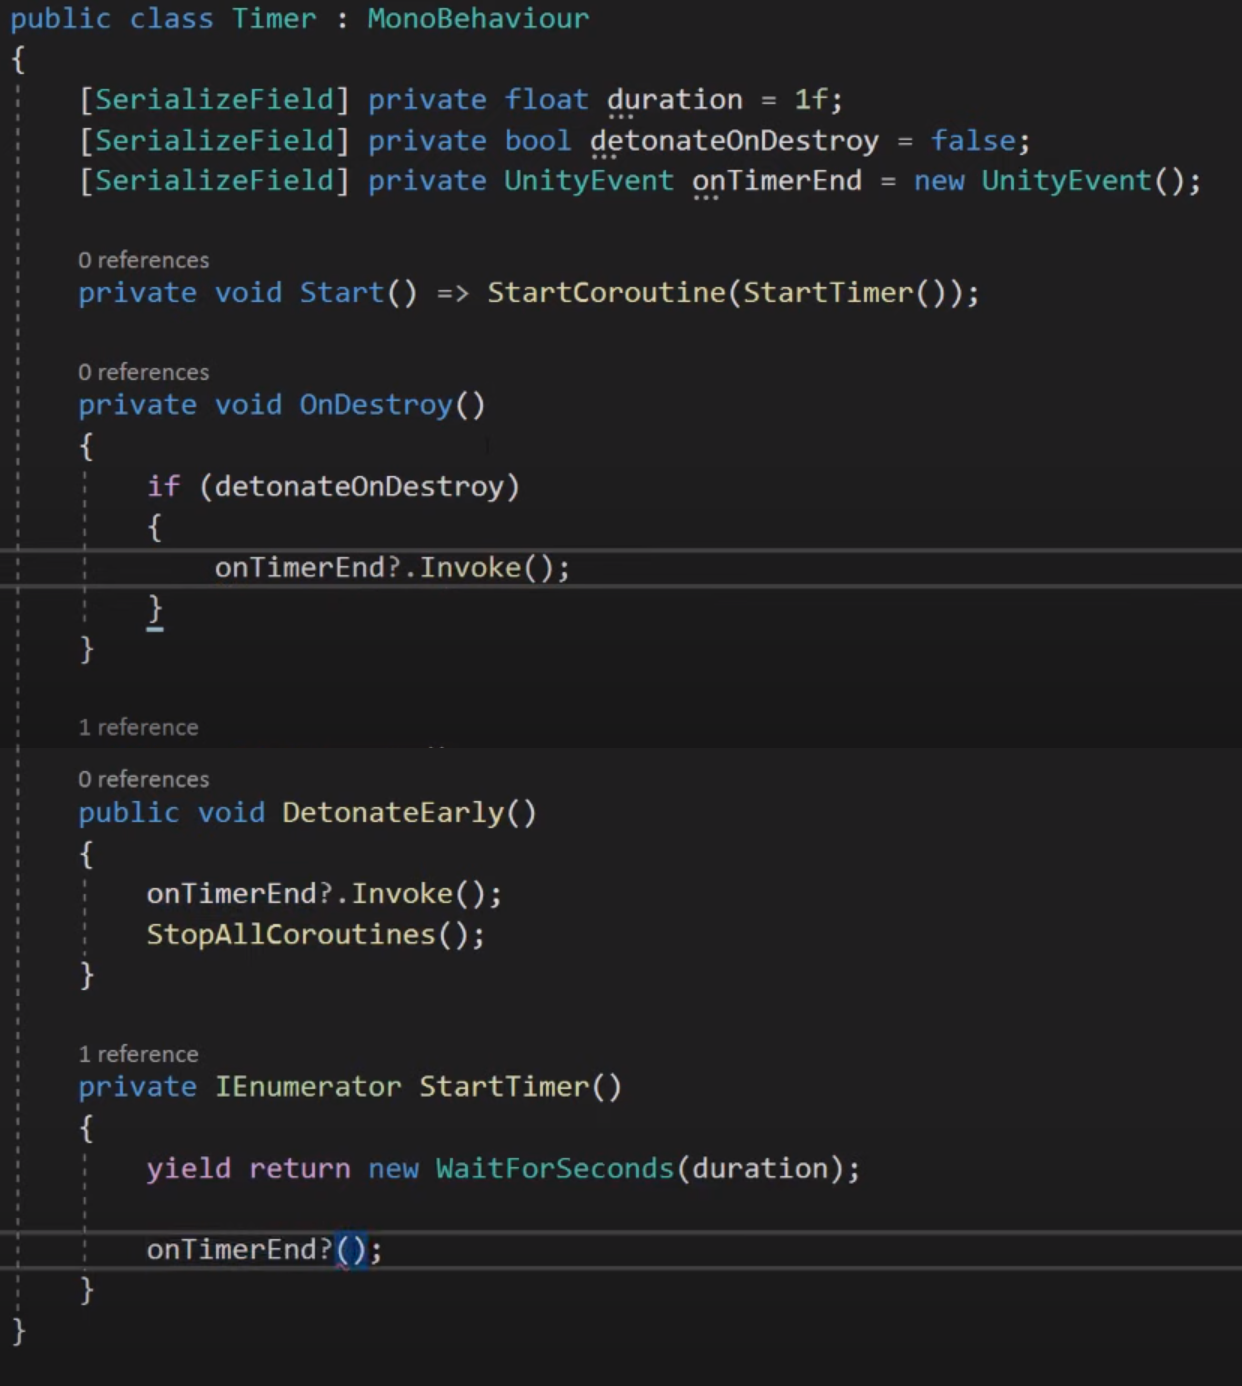 public class Timer : MonoBehaviour
{
[SerializeField] private float duration = 1f;
[SerializeField] private bool detonateOnDestroy = false;
[SerializeField] private UnityEvent onTimerEnd = new UnityEvent();
0 references
private void Start() => StartCoroutine(StartTimer());
0 references
private void OnDestroy()
{
if (detonateOnDestroy)
{
onTimerEnd?.Invoke();
}
}
1 reference
0 references
public void DetonateEarly()
{
onTimerEnd?.Invoke();
StopAllCoroutines();
}
1 reference
private IEnumerator StartTimer()
{
yield return new WaitForSeconds(duration);
onTimerEnd?();
}
}